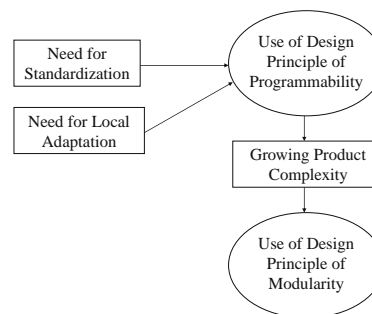 Need for
Standardization
Use of Design
Principle of
Programmability
Need for Local
Adaptation
Growing Product
Complexity
Use of Design
Principle of
Modularity